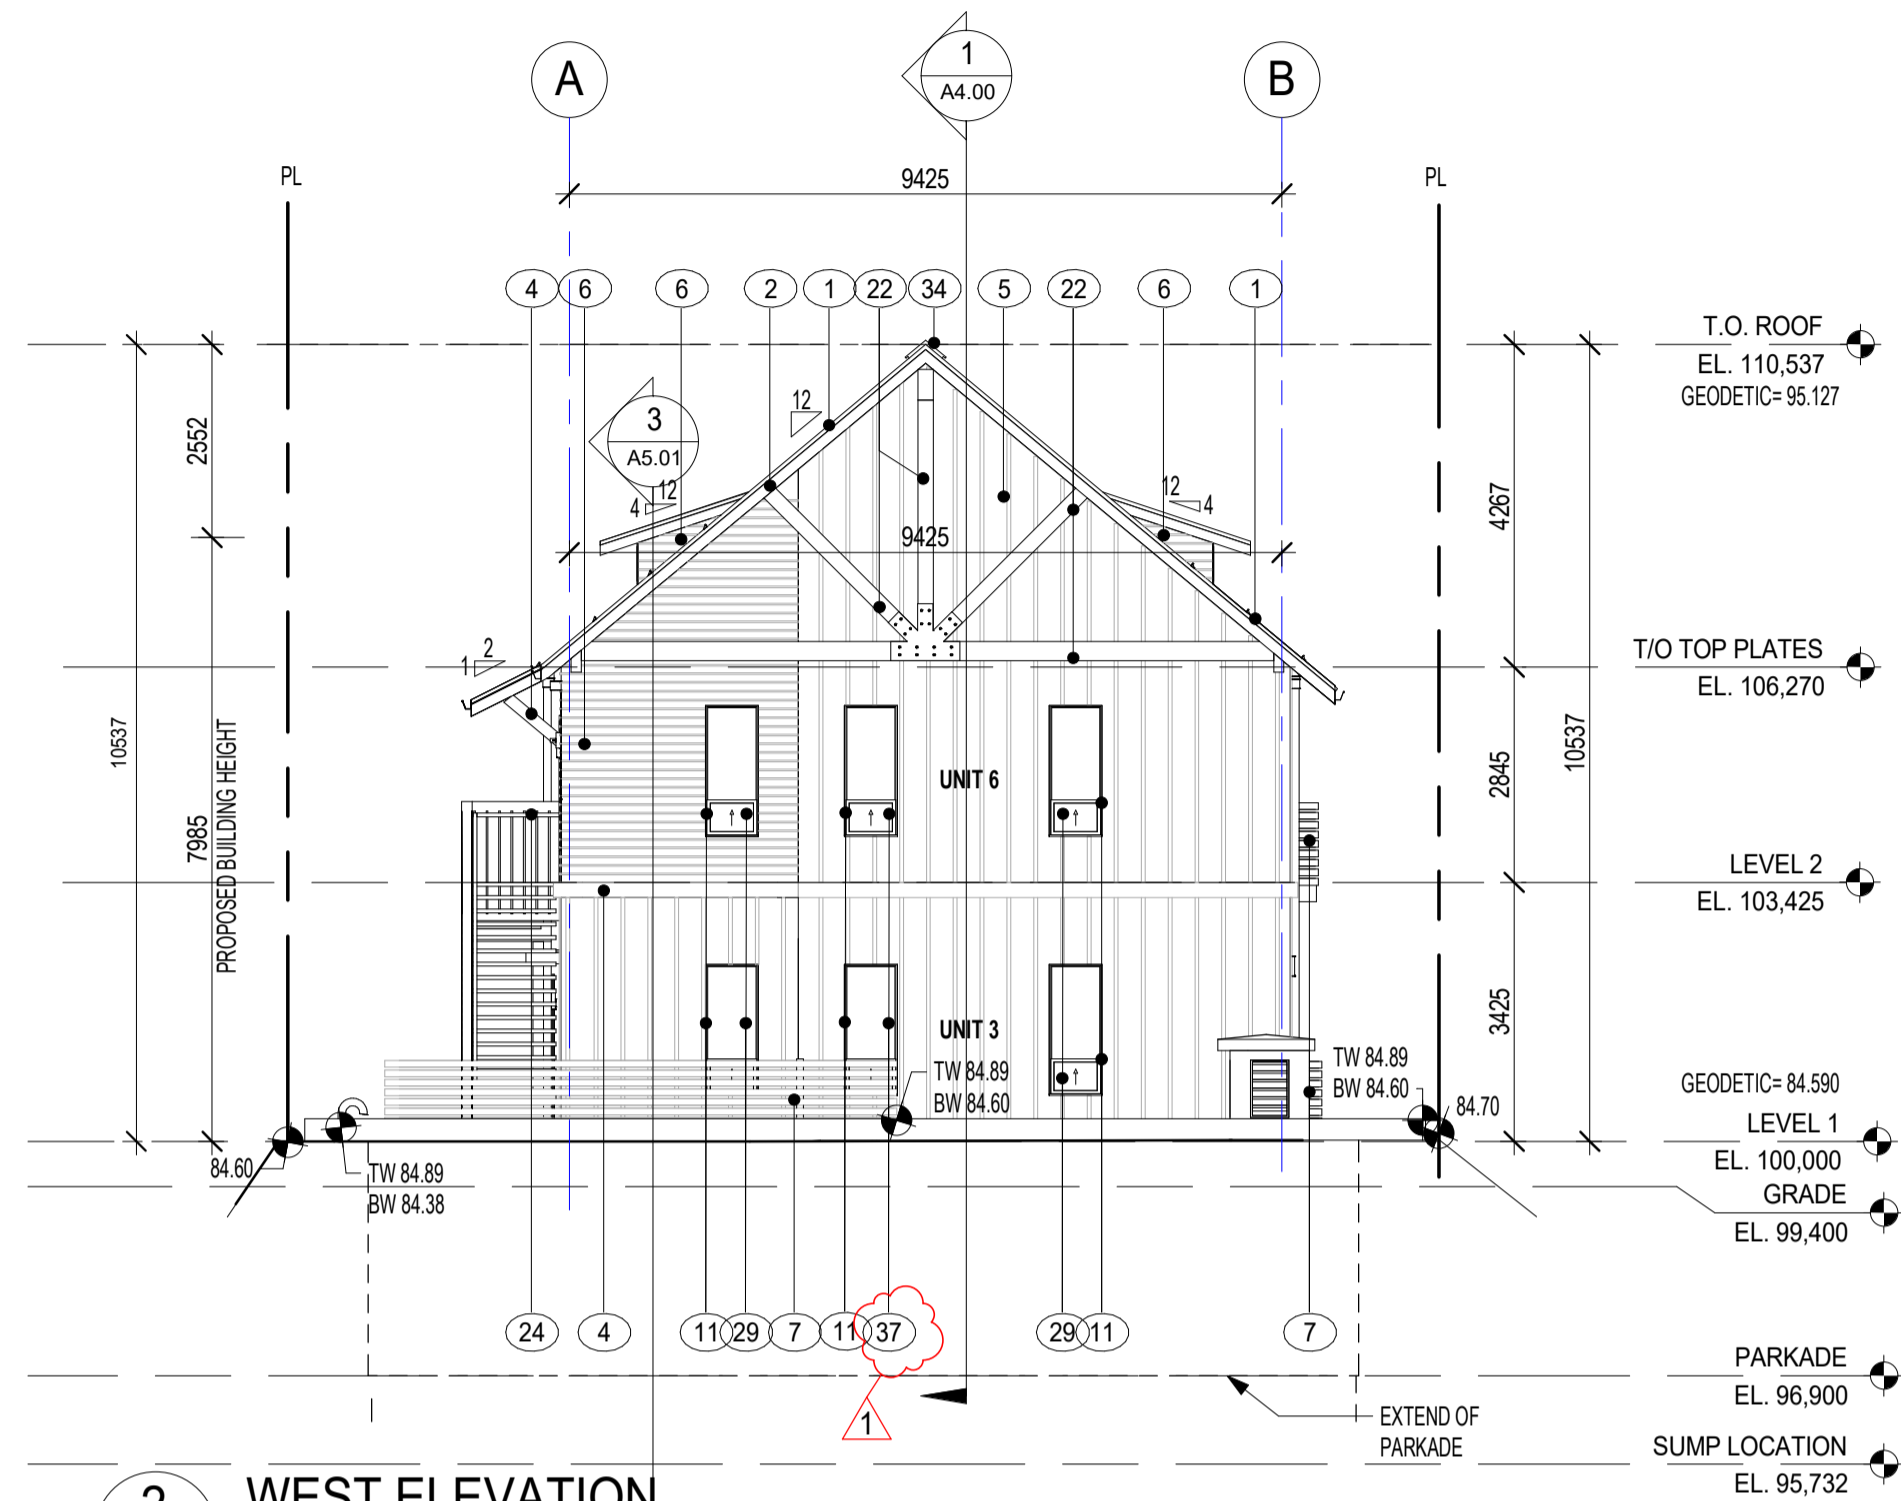 A
1
A4.00
B
PL
9425
PL
4
6
6
2
1
22
34
5
22
6
1
T.O. ROOF
EL. 110,537
GEODETIC= 95.127
12
3
A5.01
2552
12
4
12
4
4267
9425
1
2
T/O TOP PLATES
EL. 106,270
10537
7985
PROPOSED BUILDING HEIGHT
UNIT 6
2845
10537
LEVEL 2
EL. 103,425
3425
UNIT 3
TW 84.89
BW 84.60
TW 84.89
BW 84.60
84.70
GEODETIC= 84.590
LEVEL 1
EL. 100,000
84.60
TW 84.89
BW 84.38
GRADE
EL. 99,400
24
4
11
29
7
11
37
29
11
7
PARKADE
EL. 96,900
1
EXTEND OF
PARKADE
SUMP LOCATION
EL. 95,732
2
WEST ELEVATION